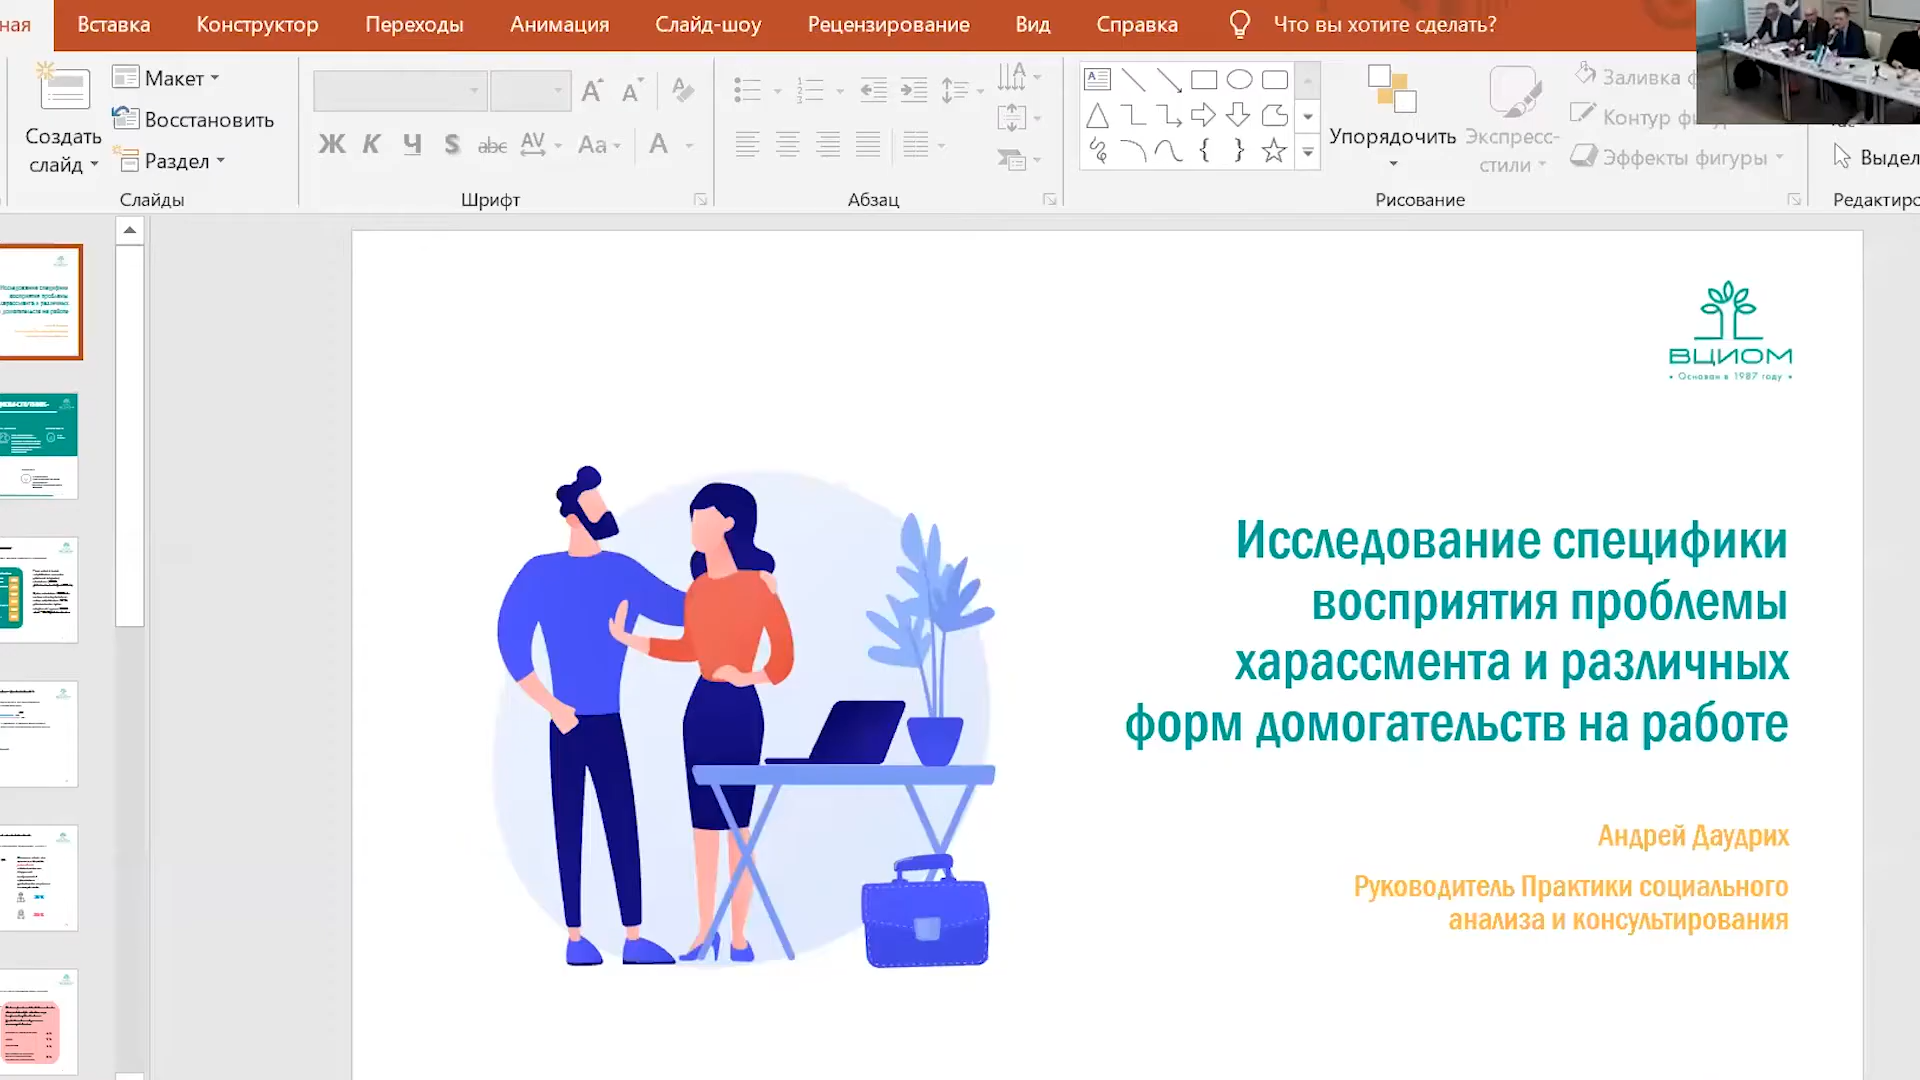 ная Вставка Конструктор Переходы Анимация Слайд-шоу Рецензирование Вид Справка Что вы хотите сделать?
Создать слайд
Макет
Восстановить
Раздел
Слайды
Ж К Ч S abc AV Aa А
Шрифт
Абзац
Упорядочить
Экспресс-
стили
Заливка ф
Контур фи
Эффекты фигуры
Рисование
Выдел
Редактиро
ВЦИОМ
• Основан в 1987 году •
Исследование специфики
восприятия проблемы
харассмента и различных
форм домогательств на работе
Андрей Даудрих
Руководитель Практики социального
анализа и консультирования